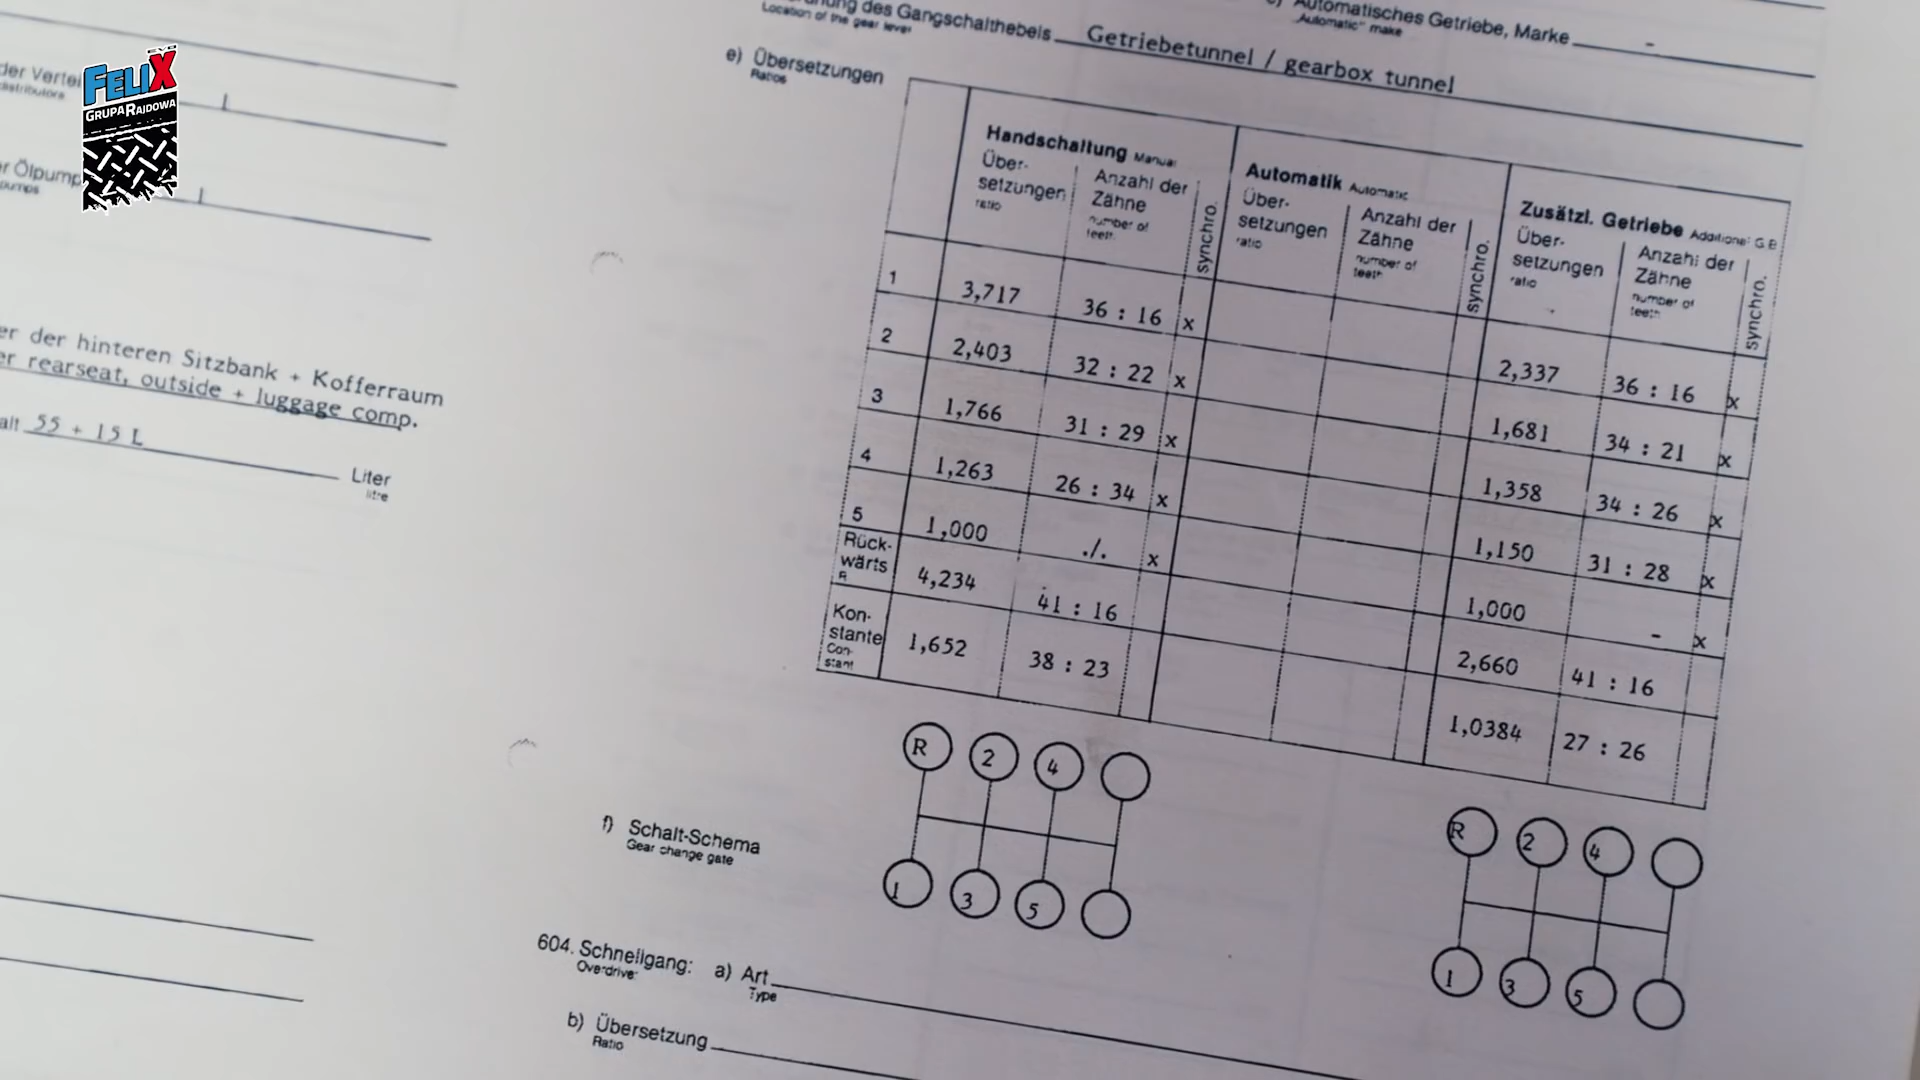 EVO
FELIX
GRUPA RAJDOWA
der Vertei
distributors
r Ölpump
pumps
er der hinteren Sitzbank + Kofferraum
er rearseat, outside + luggage comp.
alt 55 + 15 L
Liter
litre
des Gangschalthebels Getriebetunnel / gearbox tunnel
Location of the gear lever
Automatisches Getriebe, Marke -
"Automatic" make
e) Übersetzungen
Ratios
Handschaltung Manual
Automatik Automatic
Zusätzl. Getriebe Additional G.B
Über-
setzungen
ratio
Anzahl der
Zähne
number of
teeth
synchro.
Über-
setzungen
ratio
Anzahl der
Zähne
number of
teeth
synchro.
Über-
setzungen
ratio
Anzahl der
Zähne
number of
teeth
synchro.
1 3,717 36 : 16 x 2,337 36 : 16 x
2 2,403 32 : 22 x 1,681 34 : 21 x
3 1,766 31 : 29 x 1,358 34 : 26 x
4 1,263 26 : 34 x 1,150 31 : 28 x
5 1,000 ./. x 1,000 - x
Rück-
wärts
R
4,234 41 : 16 2,660 41 : 16
Kon-
stante
Con-
stant
1,652 38 : 23 1,0384 27 : 26
f) Schalt-Schema
Gear change gate
R 2 4
1 3 5
R 2 4
1 3 5
604. Schnellgang: a) Art
Overdrive
Type
b) Übersetzung
Ratio